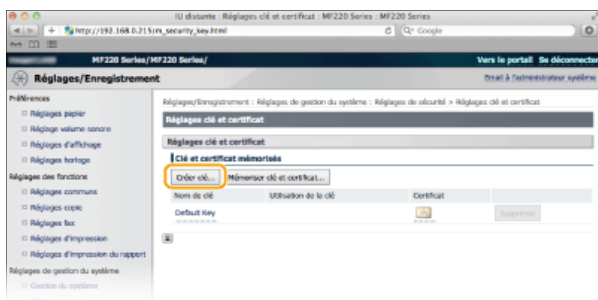 IU distante : Réglages clé et certificat : MF220 Series : MF220 Series
http://192.168.0.215/m_security_key.html
Google
MF220 Series/MF220 Series/
Vers le portail Se déconnecter
Réglages/Enregistrement
Email à l'administrateur système
Préférences
Réglages papier
Réglage volume sonore
Réglages d'affichage
Réglages horloge
Réglages des fonctions
Réglages communs
Réglages copie
Réglages fax
Réglages d'impression
Réglages d'impression du rapport
Réglages de gestion du système
Gestion du système
Réglages/Enregistrement : Réglages de gestion du système : Réglages de sécurité > Réglages clé et certificat
Réglages clé et certificat
Réglages clé et certificat
Clé et certificat mémorisés
Créer clé...
Mémoriser clé et certificat...
Nom de clé
Utilisation de la clé
Certificat
Default Key
Supprimer